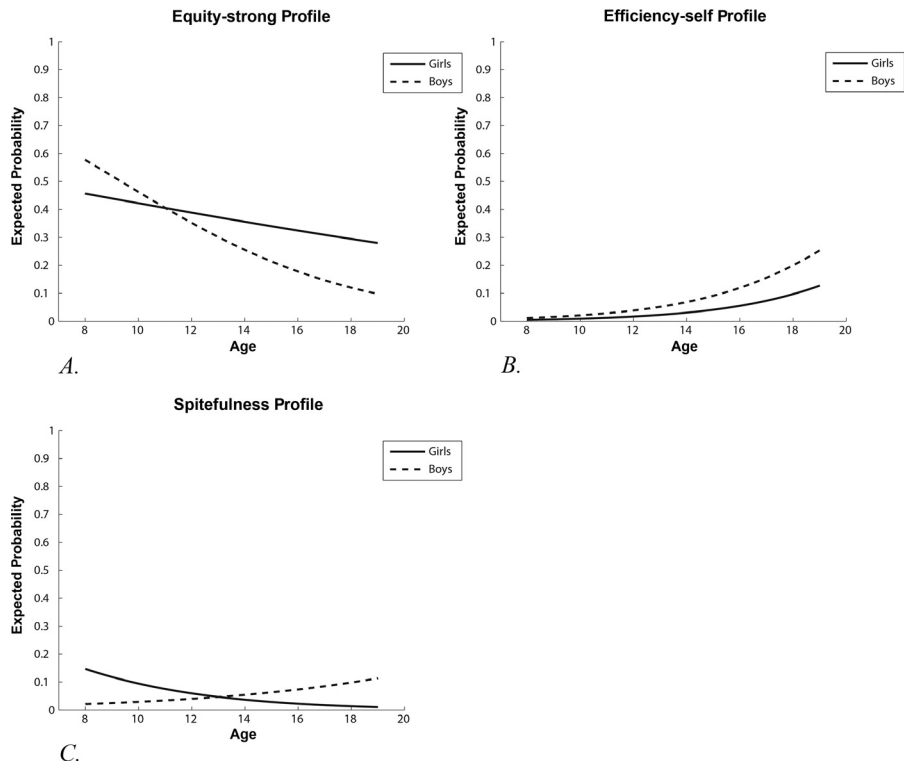 Equity-strong Profile
1
0.9
0.8
0.7
0.6
0.5
0.4
0.3
0.2
0.1
0
Expected Probability
Girls
Boys
8 10 12 14 16 18 20
Age
A.
Efficiency-self Profile
1
0.9
0.8
0.7
0.6
0.5
0.4
0.3
0.2
0.1
0
Expected Probability
Girls
Boys
8 10 12 14 16 18 20
Age
B.
Spitefulness Profile
1
0.9
0.8
0.7
0.6
0.5
0.4
0.3
0.2
0.1
0
Expected Probability
Girls
Boys
8 10 12 14 16 18 20
Age
C.